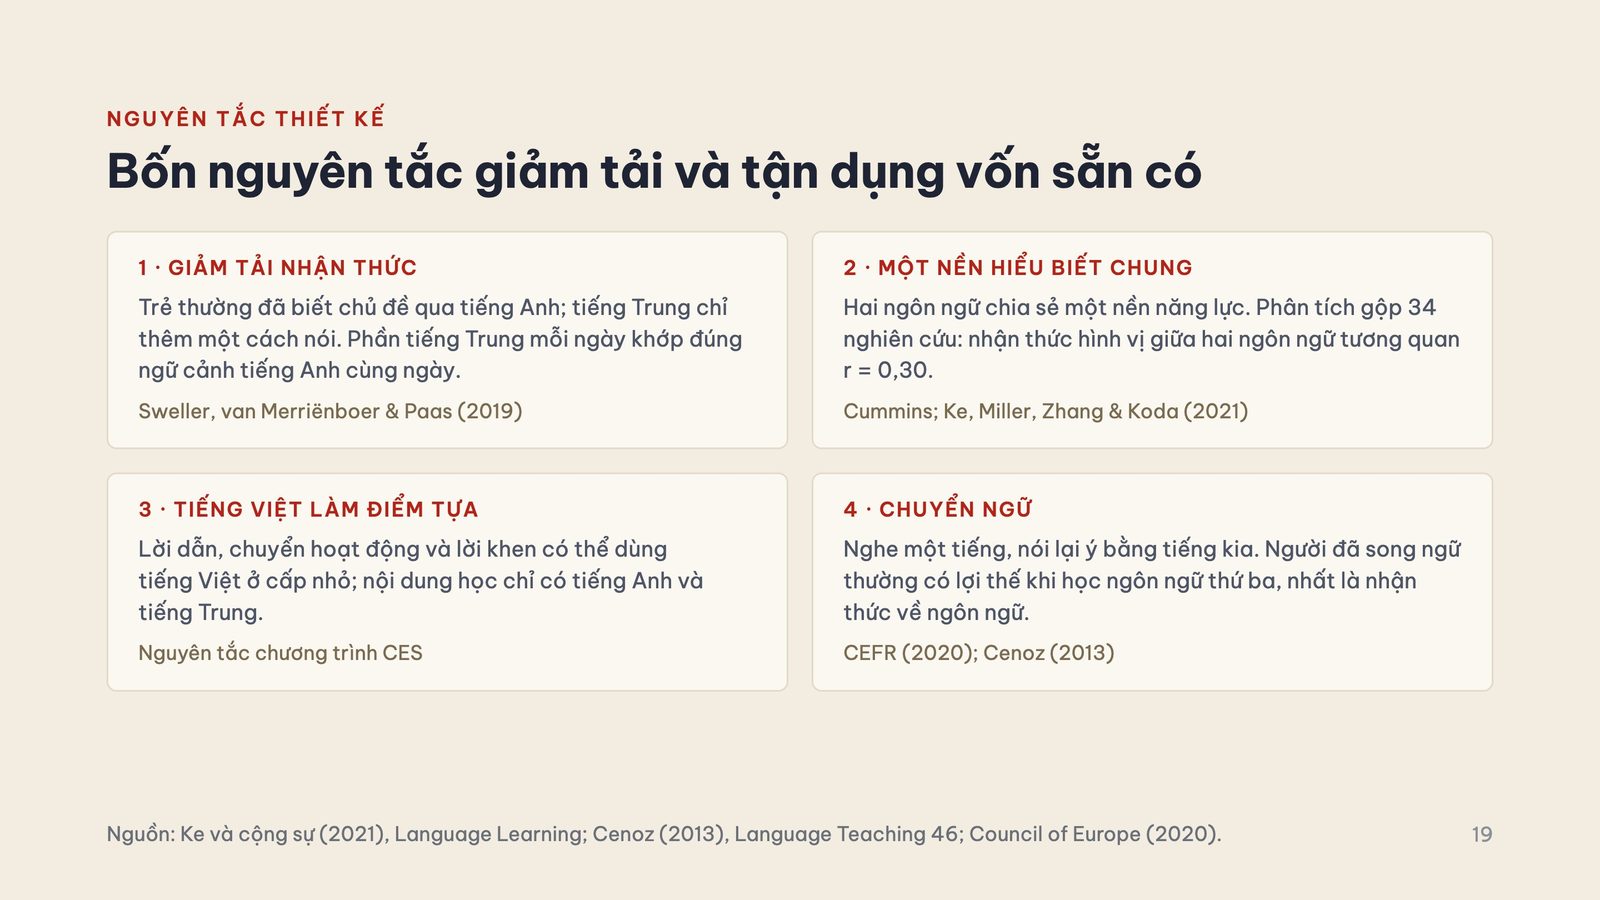 NGUYÊN TẮC THIẾT KẾ
Bốn nguyên tắc giảm tải và tận dụng vốn sẵn có
1 · GIẢM TẢI NHẬN THỨC
Trẻ thường đã biết chủ đề qua tiếng Anh; tiếng Trung chỉ
thêm một cách nói. Phần tiếng Trung mỗi ngày khớp đúng
ngữ cảnh tiếng Anh cùng ngày.
Sweller, van Merriënboer & Paas (2019)
2 · MỘT NỀN HIỂU BIẾT CHUNG
Hai ngôn ngữ chia sẻ một nền năng lực. Phân tích gộp 34
nghiên cứu: nhận thức hình vị giữa hai ngôn ngữ tương quan
r = 0,30.
Cummins; Ke, Miller, Zhang & Koda (2021)
3 · TIẾNG VIỆT LÀM ĐIỂM TỰA
Lời dẫn, chuyển hoạt động và lời khen có thể dùng
tiếng Việt ở cấp nhỏ; nội dung học chỉ có tiếng Anh và
tiếng Trung.
Nguyên tắc chương trình CES
4 · CHUYỂN NGỮ
Nghe một tiếng, nói lại ý bằng tiếng kia. Người đã song ngữ
thường có lợi thế khi học ngôn ngữ thứ ba, nhất là nhận
thức về ngôn ngữ.
CEFR (2020); Cenoz (2013)
Nguồn: Ke và cộng sự (2021), Language Learning; Cenoz (2013), Language Teaching 46; Council of Europe (2020).
19